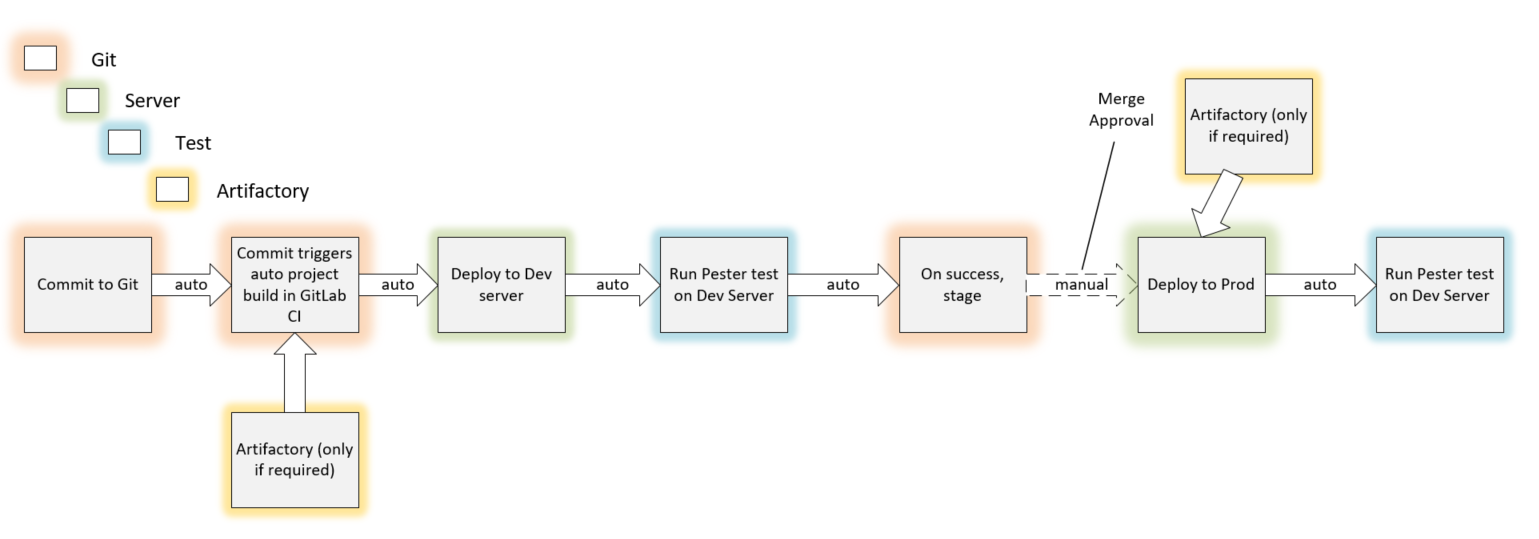 Git
Server
Test
Artifactory
Merge
Approval
Artifactory (only
if required)
Commit to Git
auto
Commit triggers
auto project
build in GitLab
CI
auto
Deploy to Dev
server
auto
Run Pester test
on Dev Server
auto
On success,
stage
manual
Deploy to Prod
auto
Run Pester test
on Dev Server
Artifactory (only
if required)